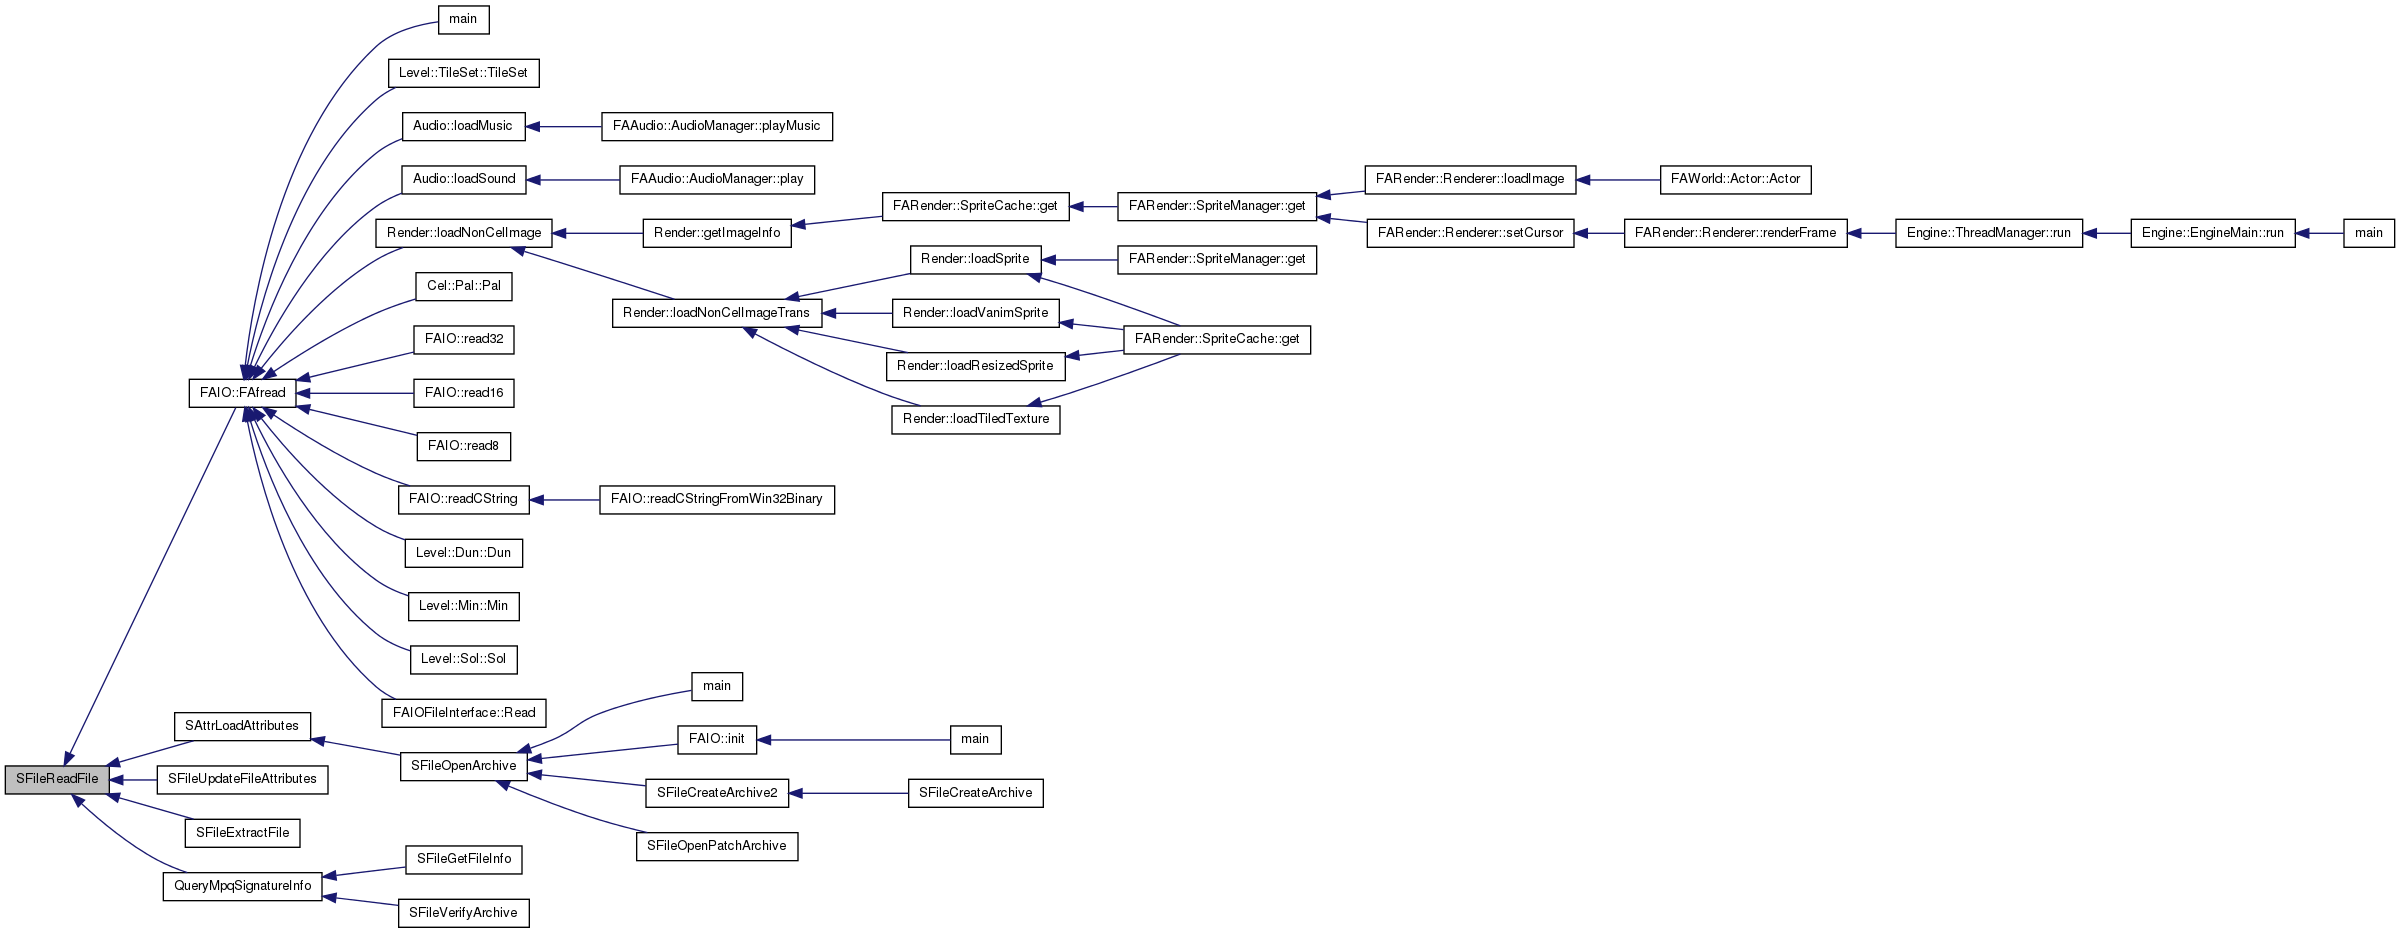 main
Level::TileSet::TileSet
Audio::loadMusic
FAAudio::AudioManager::playMusic
Audio::loadSound
FAAudio::AudioManager::play
FARender::Renderer::loadImage
FAWorld::Actor::Actor
FARender::SpriteCache::get
FARender::SpriteManager::get
Render::loadNonCelImage
Render::getImageInfo
FARender::Renderer::setCursor
FARender::Renderer::renderFrame
Engine::ThreadManager::run
Engine::EngineMain::run
main
Render::loadSprite
FARender::SpriteManager::get
Cel::Pal::Pal
Render::loadNonCelImageTrans
Render::loadVanimSprite
FAIO::read32
FARender::SpriteCache::get
Render::loadResizedSprite
FAIO::FAfread
FAIO::read16
Render::loadTiledTexture
FAIO::read8
FAIO::readCString
FAIO::readCStringFromWin32Binary
Level::Dun::Dun
Level::Min::Min
Level::Sol::Sol
main
FAIOFileInterface::Read
SAttrLoadAttributes
FAIO::init
main
SFileOpenArchive
SFileReadFile
SFileUpdateFileAttributes
SFileCreateArchive2
SFileCreateArchive
SFileExtractFile
SFileOpenPatchArchive
SFileGetFileInfo
QueryMpqSignatureInfo
SFileVerifyArchive